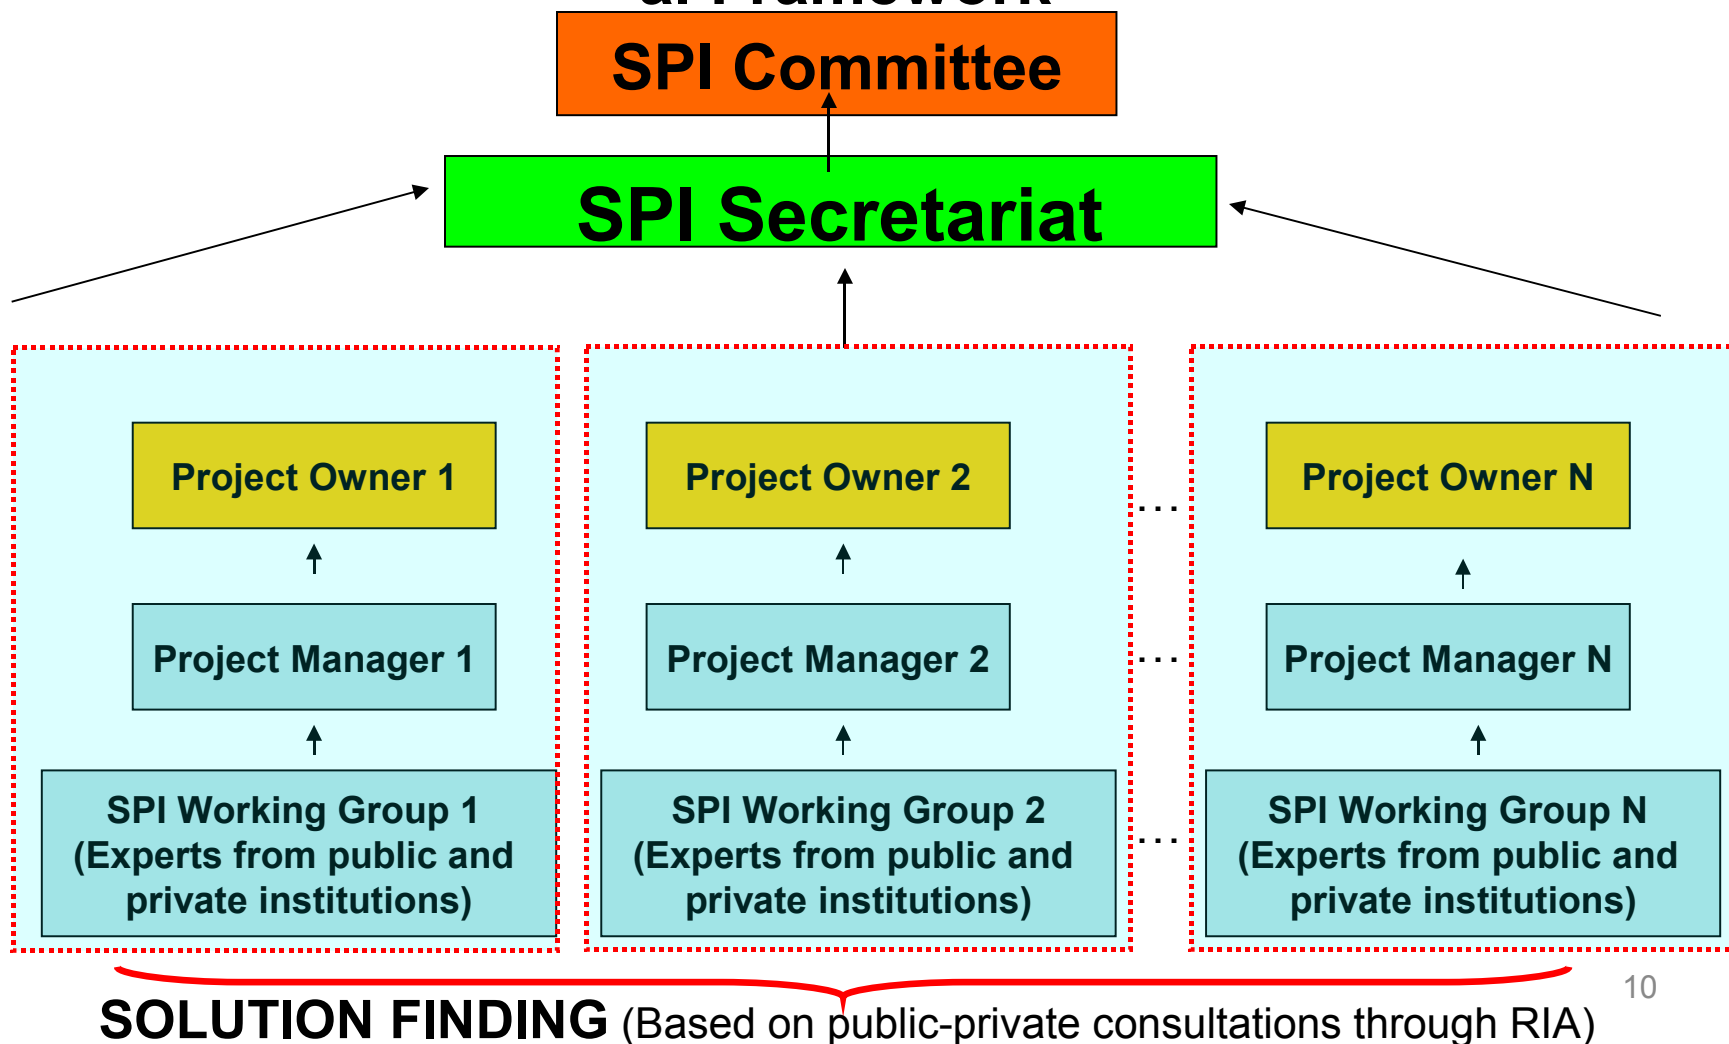 a. Framework
SPI Committee
SPI Secretariat
Project Owner 1
Project Owner 2
...
Project Owner N
Project Manager 1
Project Manager 2
...
Project Manager N
SPI Working Group 1
(Experts from public and
private institutions)
SPI Working Group 2
(Experts from public and
private institutions)
...
SPI Working Group N
(Experts from public and
private institutions)
10
SOLUTION FINDING (Based on public-private consultations through RIA)